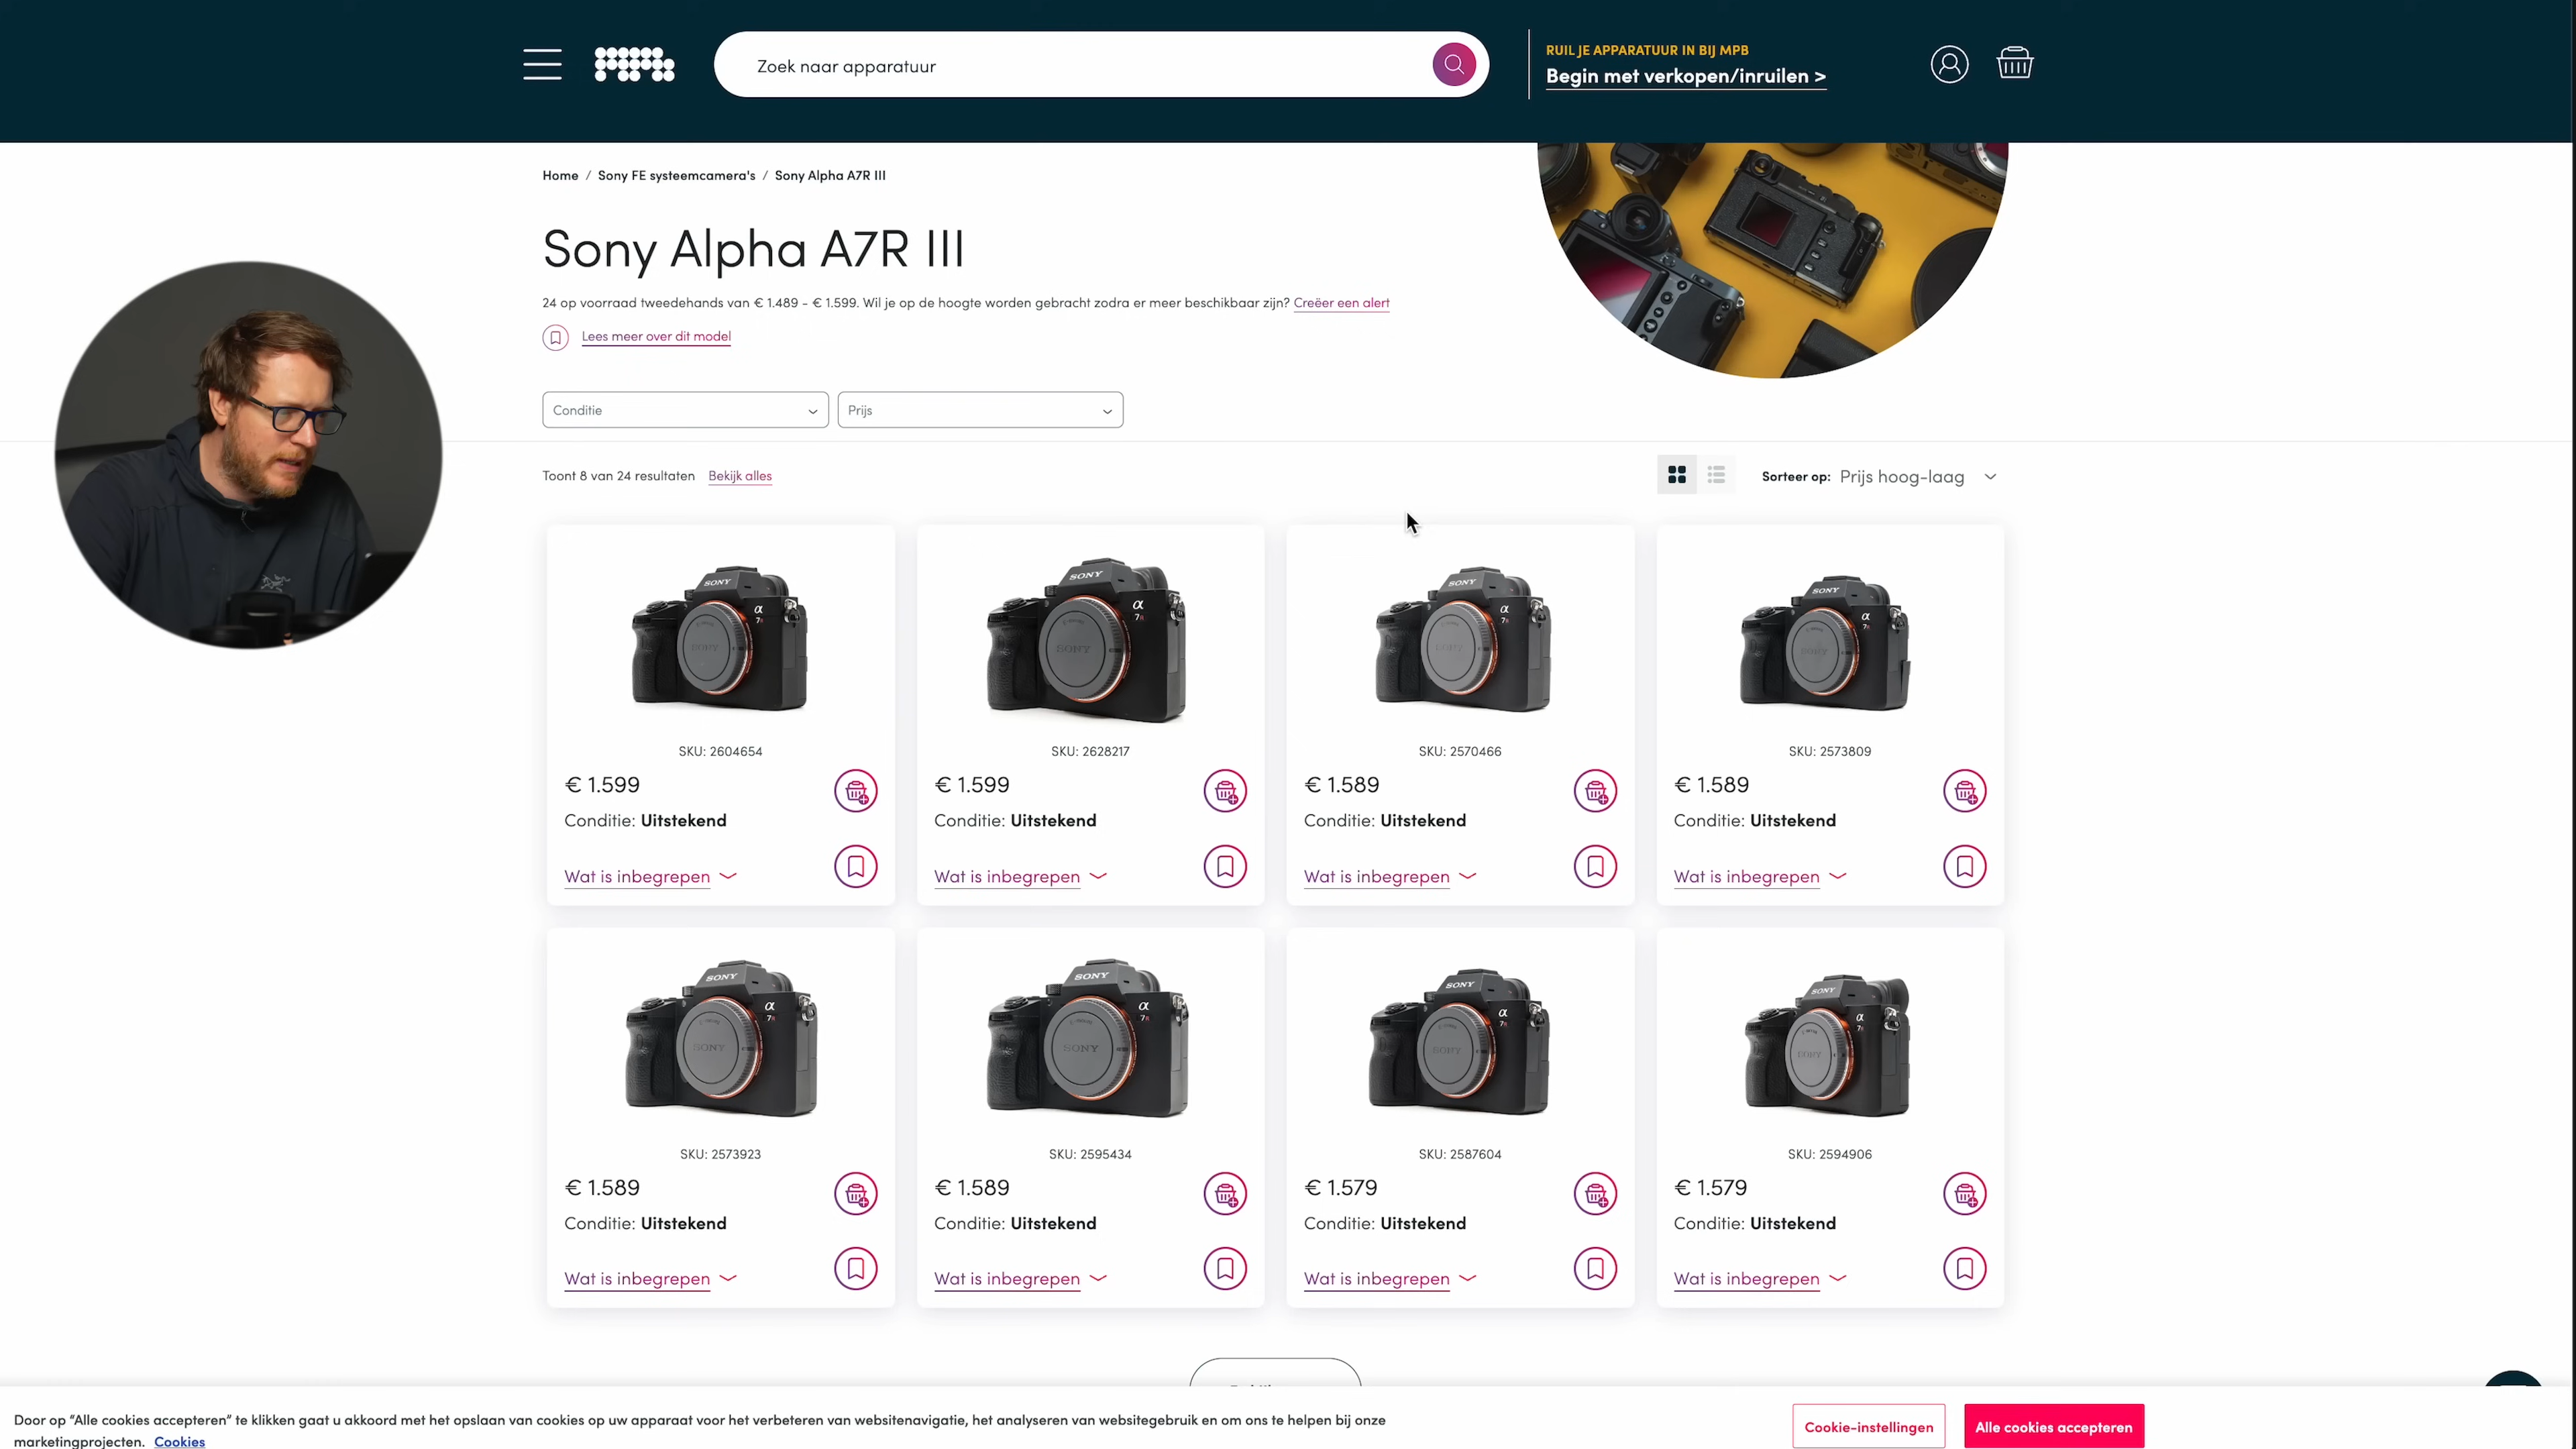 Zoek naar apparatuur
RUIL JE APPARATUUR IN BIJ MPB
Begin met verkopen/inruilen >
Home / Sony FE systeemcamera's / Sony Alpha A7R III
Sony Alpha A7R III
24 op voorraad tweedehands van € 1.489 - € 1.599. Wil je op de hoogte worden gebracht zodra er meer beschikbaar zijn? Creëer een alert
Lees meer over dit model
Conditie Prijs
Toont 8 van 24 resultaten Bekijk alles Sorteer op: Prijs hoog-laag
SONY SONY SONY SONY
SKU: 2604654 SKU: 2628217 SKU: 2570466 SKU: 2573809
€ 1.599 € 1.599 € 1.589 € 1.589
Conditie: Uitstekend Conditie: Uitstekend Conditie: Uitstekend Conditie: Uitstekend
Wat is inbegrepen Wat is inbegrepen Wat is inbegrepen Wat is inbegrepen
SONY SONY SONY SONY
SKU: 2573923 SKU: 2595434 SKU: 2587604 SKU: 2594906
€ 1.589 € 1.589 € 1.579 € 1.579
Conditie: Uitstekend Conditie: Uitstekend Conditie: Uitstekend Conditie: Uitstekend
Wat is inbegrepen Wat is inbegrepen Wat is inbegrepen Wat is inbegrepen
Door op “Alle cookies accepteren” te klikken gaat u akkoord met het opslaan van cookies op uw apparaat voor het verbeteren van websitenavigatie, het analyseren van websitegebruik en om ons te helpen bij onze
marketingprojecten. Cookies
Cookie-instellingen Alle cookies accepteren